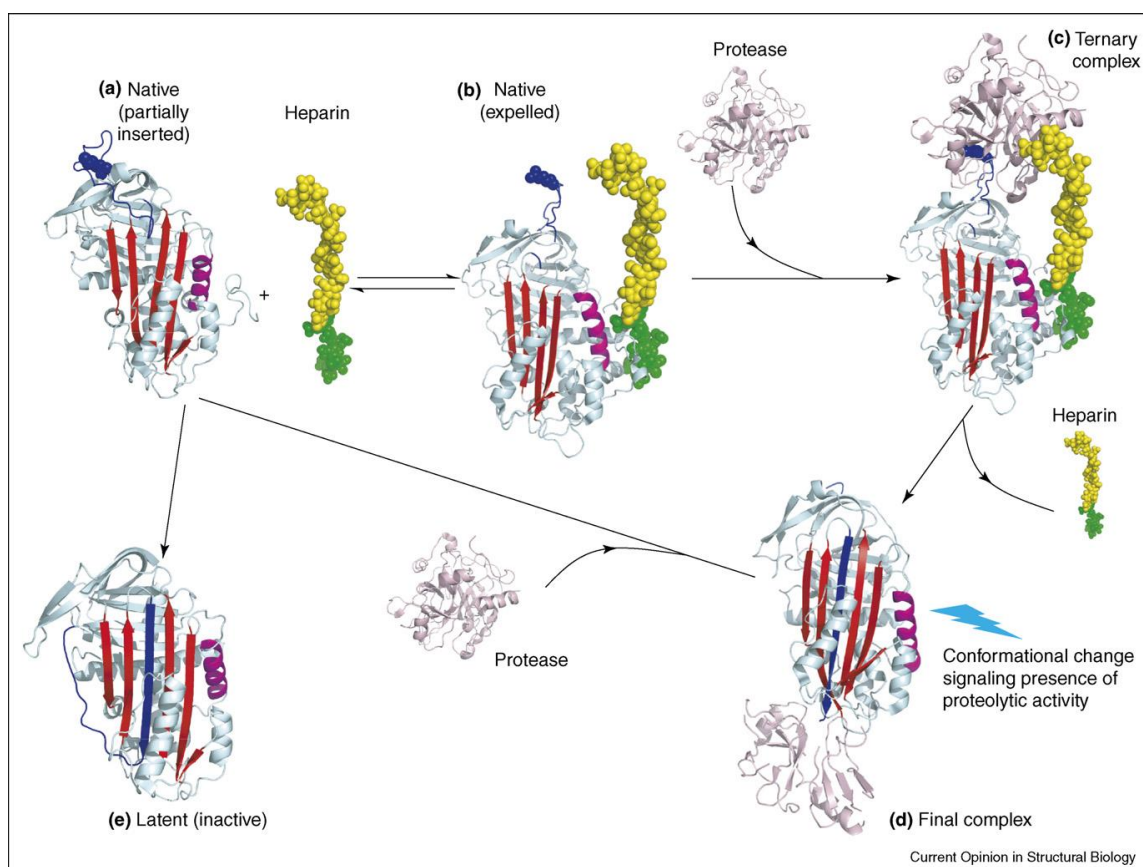 (a) Native
(partially
inserted)
Heparin
(b) Native
(expelled)
Protease
(c) Ternary
complex
+
Heparin
Protease
Conformational change
signaling presence of
proteolytic activity
(e) Latent (inactive)
(d) Final complex
Current Opinion in Structural Biology